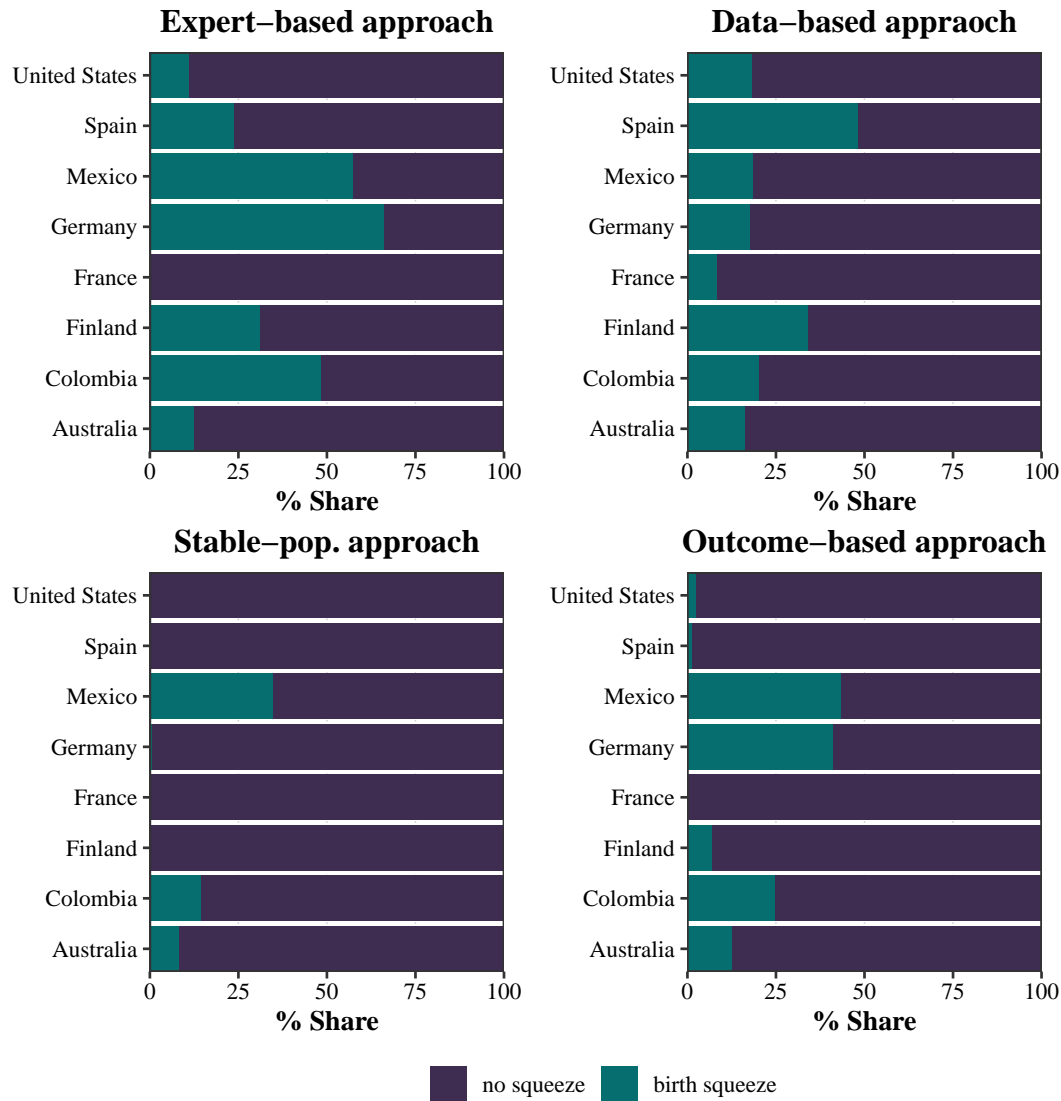 Expert−based approach
United States
Spain
Mexico
Germany
France
Finland
Colombia
Australia
0 25 50 75 100
% Share
Data−based appraoch
United States
Spain
Mexico
Germany
France
Finland
Colombia
Australia
0 25 50 75 100
% Share
Stable−pop. approach
United States
Spain
Mexico
Germany
France
Finland
Colombia
Australia
0 25 50 75 100
% Share
Outcome−based approach
United States
Spain
Mexico
Germany
France
Finland
Colombia
Australia
0 25 50 75 100
% Share
no squeeze birth squeeze